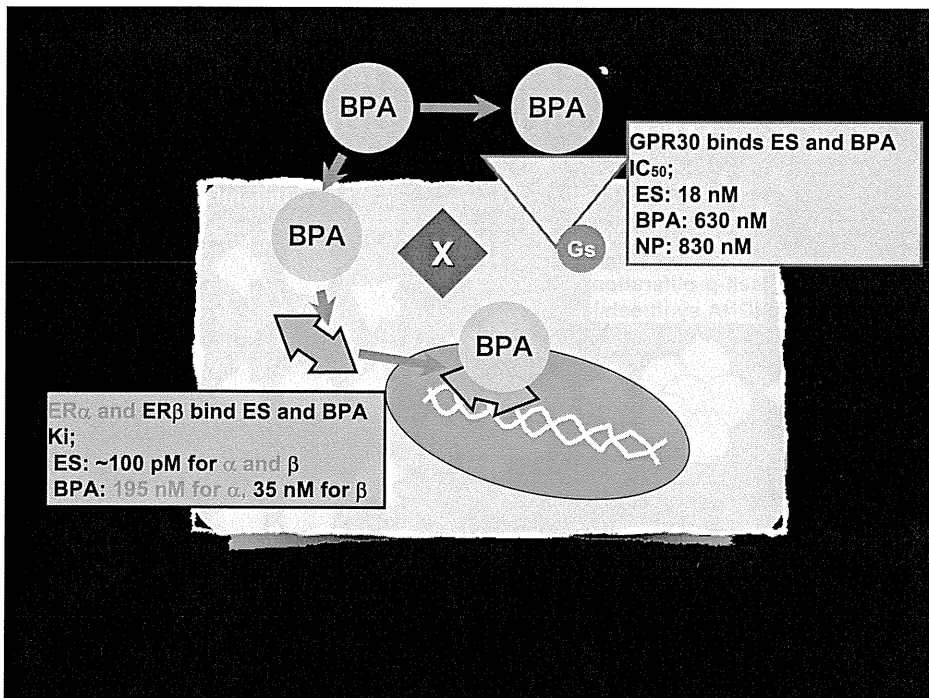 BPA
BPA
GPR30 binds ES and BPA
IC50;
ES: 18 nM
BPA: 630 nM
NP: 830 nM
BPA
X
Gs
cell-proliferation
BPA
ERα and ERβ bind ES and BPA
Ki;
ES: ~100 pM for α and β
BPA: 195 nM for α, 35 nM for β